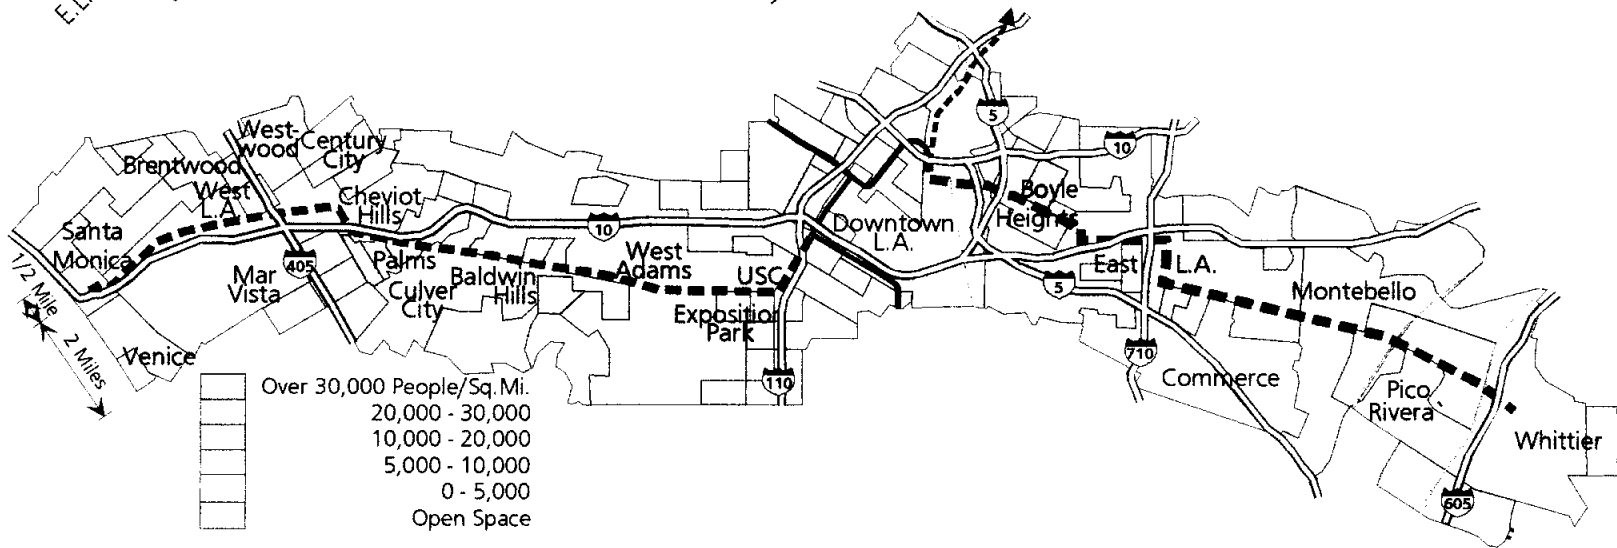 E.L
West-
wood
Century
City
Brentwood
West
L.A.
Cheviot
Hills
Santa
Monica
405
Mar
Vista
Palms
Culver
City
Baldwin
Hills
10
West
Adams
USC
Exposition
Park
110
Downtown
L.A.
5
10
Boyle
Heights
5
East L.A.
710
Montebello
Commerce
Pico
Rivera
Whittier
605
1/2 Mile
2 Miles
Venice
Over 30,000 People/Sq.Mi.
20,000 - 30,000
10,000 - 20,000
5,000 - 10,000
0 - 5,000
Open Space